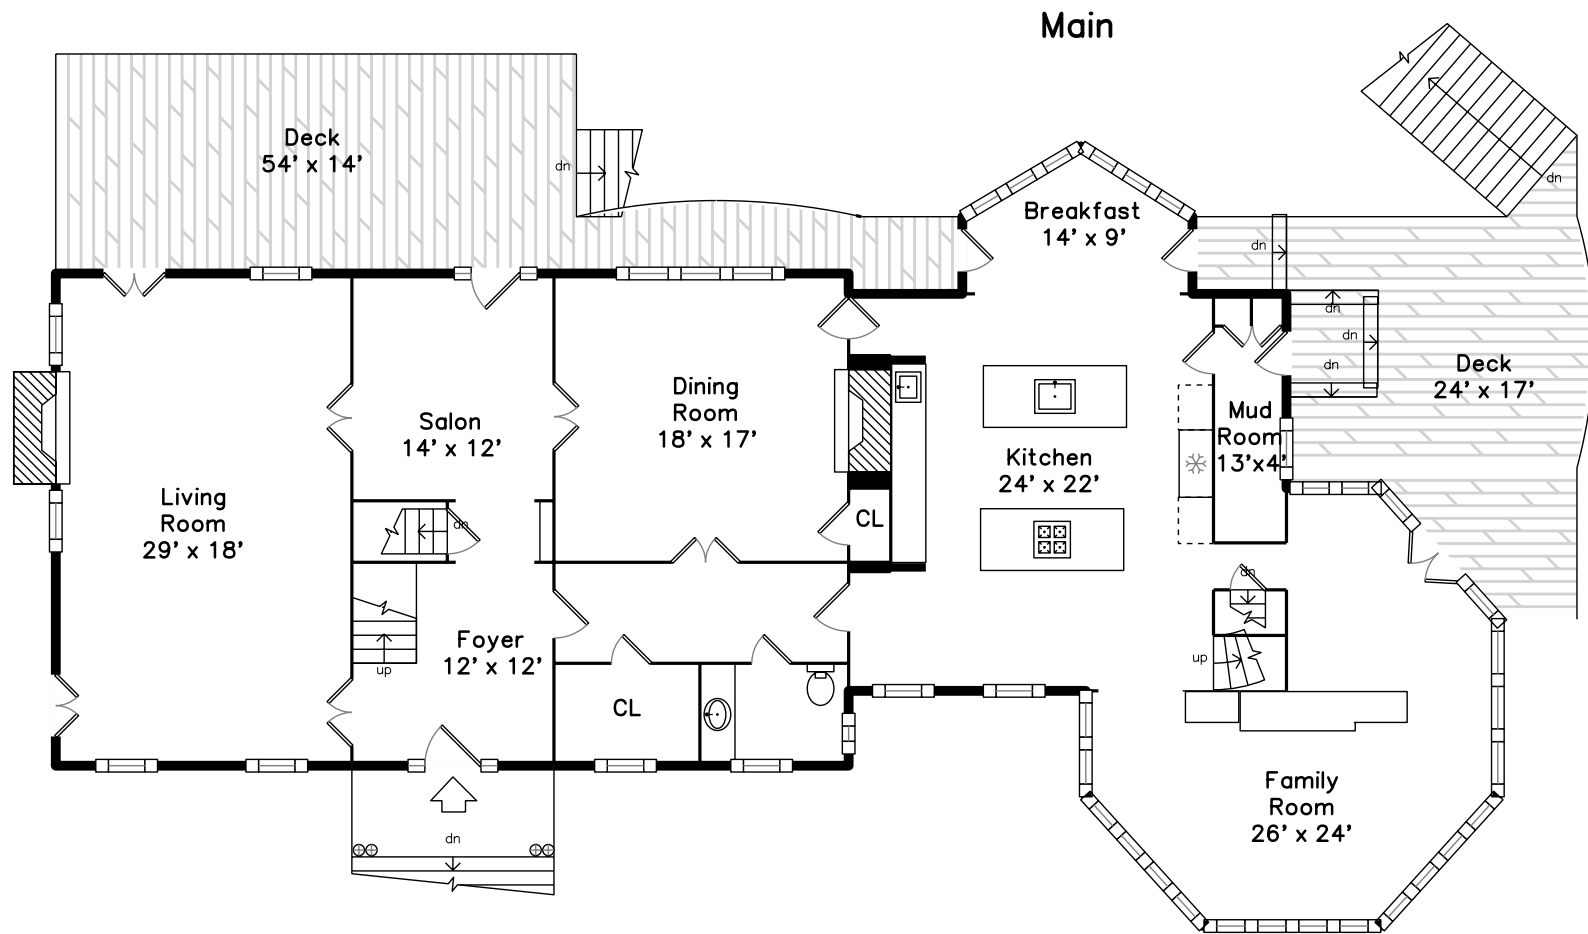 Main
Deck
54' x 14'
dn
dn
Breakfast
14' x 9'
dn
dn
dn
dn
Deck
24' x 17'
Dining
Room
18' x 17'
Salon
14' x 12'
Mud
Room
13'x4'
Kitchen
24' x 22'
Living
Room
29' x 18'
dn
CL
dn
Foyer
12' x 12'
up
up
CL
Family
Room
26' x 24'
dn